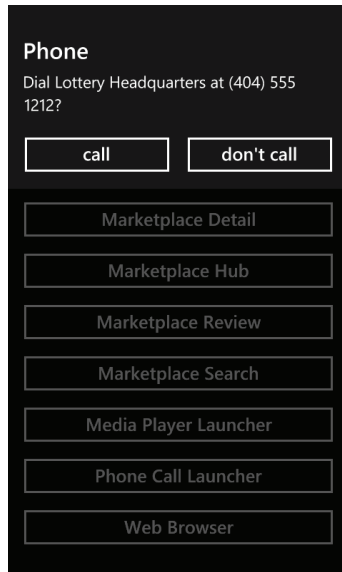 Phone
Dial Lottery Headquarters at (404) 555
1212?
call don't call
Marketplace Detail
Marketplace Hub
Marketplace Review
Marketplace Search
Media Player Launcher
Phone Call Launcher
Web Browser